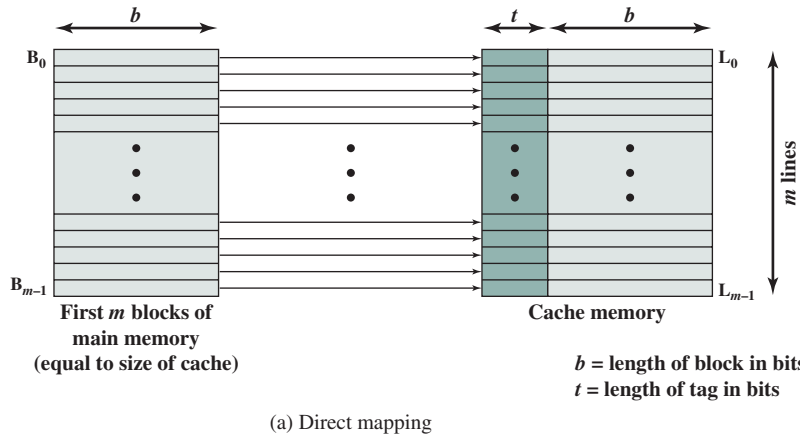 b
t
b
B₀
L₀
m lines
Bₘ₋₁
Lₘ₋₁
First m blocks of
main memory
(equal to size of cache)
Cache memory
b = length of block in bits
t = length of tag in bits
(a) Direct mapping